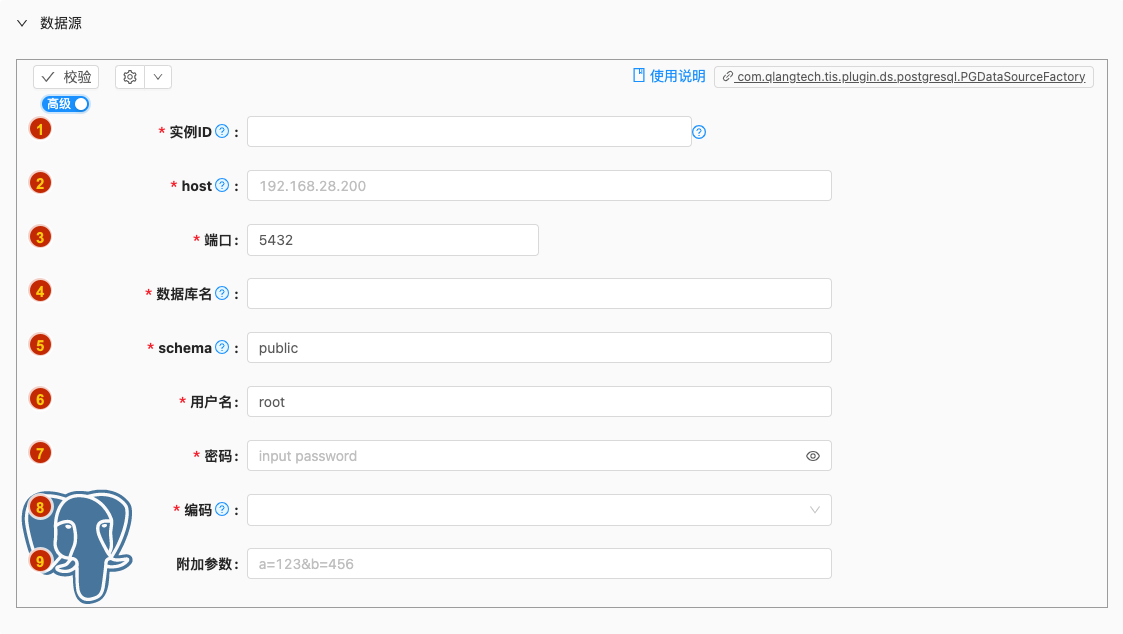 数据源
校验
使用说明 com.qlangtech.tis.plugin.ds.postgresql.PGDataSourceFactory
高级
1 * 实例ID ? : ?
2 * host ? : 192.168.28.200
3 * 端口: 5432
4 * 数据库名 ? :
5 * schema ? : public
6 * 用户名: root
7 * 密码: input password
8 * 编码 ? :
9 附加参数: a=123&b=456